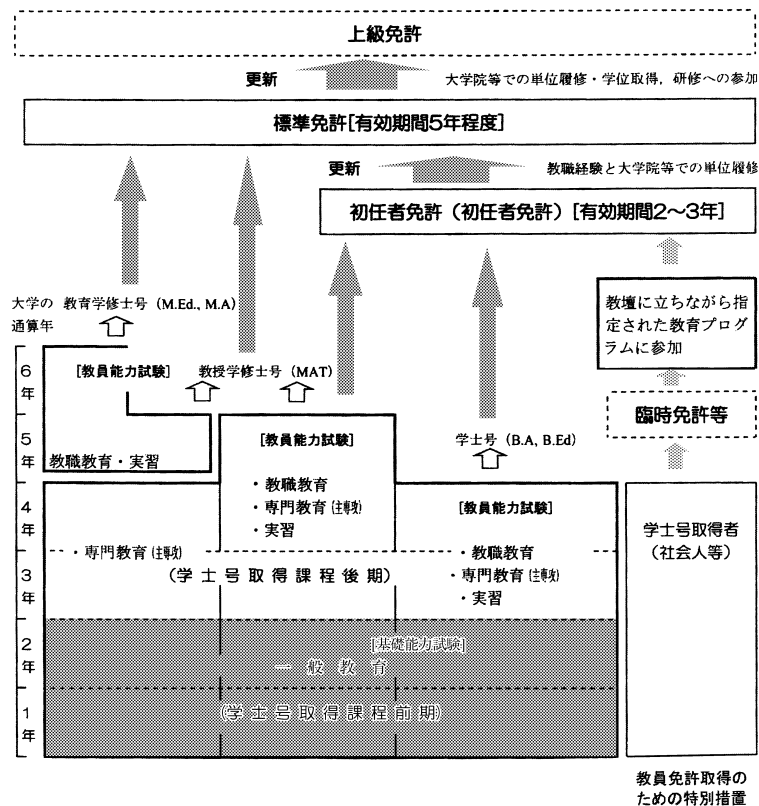 上級免許
更新
大学院等での単位履修・学位取得，研修への参加
標準免許[有効期間5年程度]
更新
教職経験と大学院等での単位履修
初任者免許（初任者免許）[有効期間2～3年]
大学の
通算年
教育学修士号（M.Ed., M.A）
教壇に立ちながら指
定された教育プログ
ラムに参加
6年
[教員能力試験]
教授学修士号（MAT）
臨時免許等
5年
教職教育・実習
[教員能力試験]
学士号（B.A, B.Ed）
・教職教育
・専門教育（主専攻）
・実習
4年
[教員能力試験]
学士号取得者
（社会人等）
・専門教育（主専攻）
・教職教育
・専門教育（主専攻）
・実習
3年
（学士号取得課程後期）
2年
[基礎能力試験]
一般教育
1年
（学士号取得課程前期）
教員免許取得の
ための特別措置